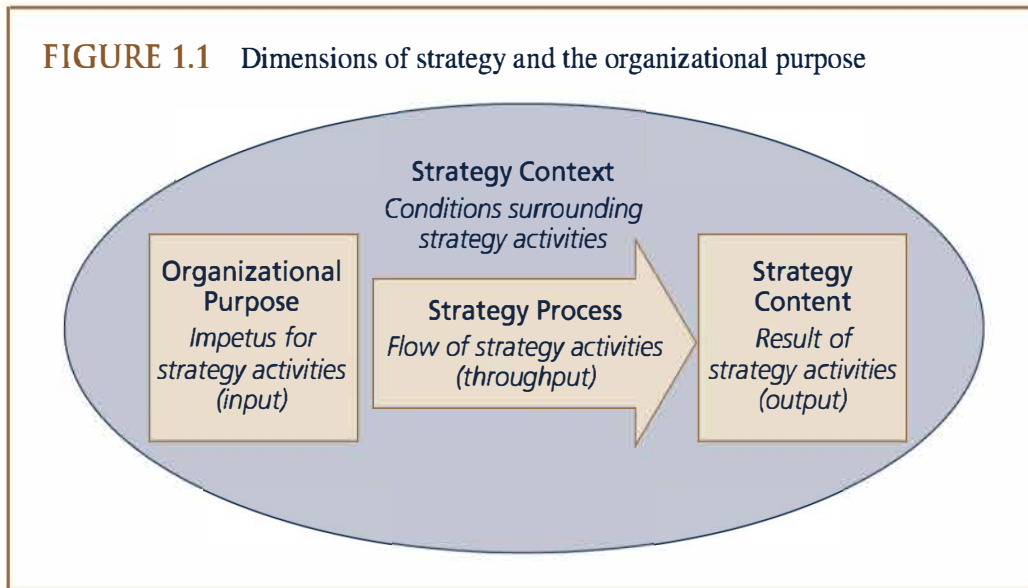 FIGURE 1.1 Dimensions of strategy and the organizational purpose
Strategy Context
Conditions surrounding
strategy activities
Organizational
Purpose
Impetus for
strategy activities
(input)
Strategy Process
Flow of strategy activities
(throughput)
Strategy
Content
Result of
strategy activities
(output)